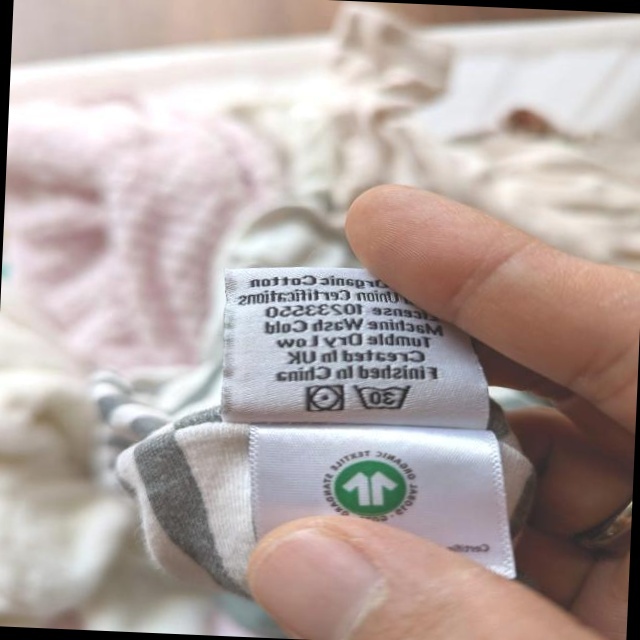 Organic Cotton
Union Certifications
License 10233550
Machine Wash Cold
Tumble Dry Low
Created In UK
Finished In China
30
ORGANIC TEXTILE STANDARD
GLOBAL